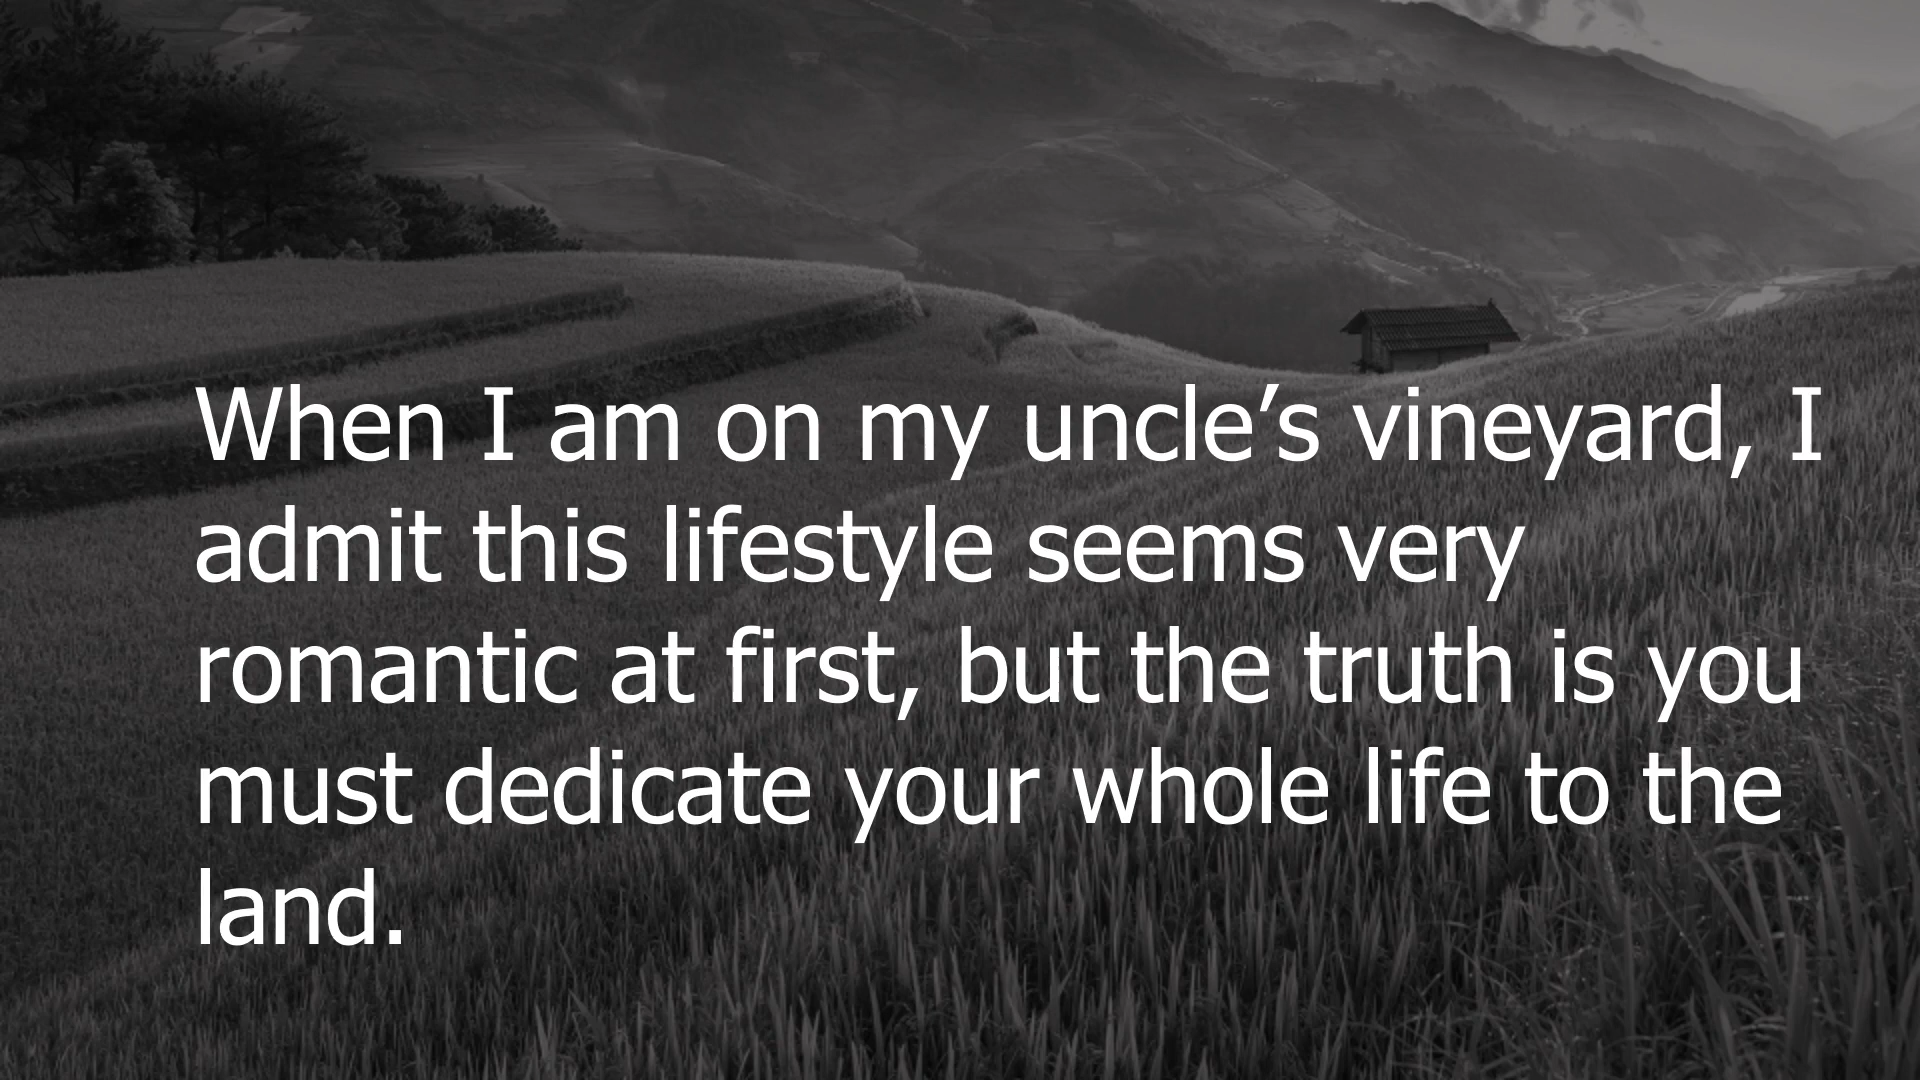 When I am on my uncle’s vineyard, I
admit this lifestyle seems very
romantic at first, but the truth is you
must dedicate your whole life to the
land.